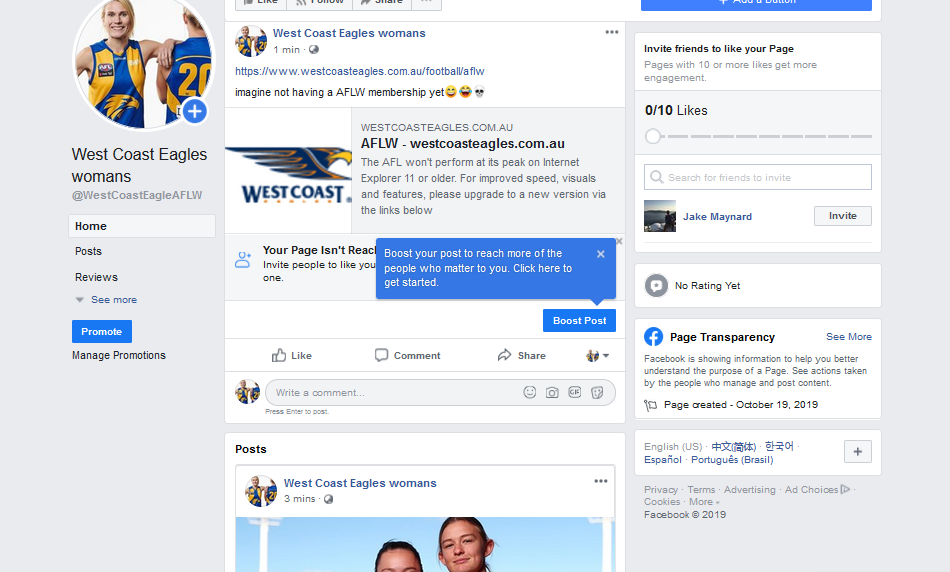 Like Follow Share ...
Add a Button
West Coast Eagles womans
1 min ·
https://www.westcoasteagles.com.au/football/aflw
imagine not having a AFLW membership yet😄😂💀
WESTCOASTEAGLES.COM.AU
AFLW - westcoasteagles.com.au
The AFL won't perform at its peak on Internet
Explorer 11 or older. For improved speed, visuals
and features, please upgrade to a new version via
the links below
WEST COAST
Your Page Isn't Reac
Invite people to like you
one.
Boost your post to reach more of the
people who matter to you. Click here to
get started.
Boost Post
Like Comment Share
Write a comment...
GIF
Press Enter to post.
Posts
West Coast Eagles womans
3 mins ·
20
West Coast Eagles
womans
@WestCoastEagleAFLW
Home
Posts
Reviews
See more
Promote
Manage Promotions
Invite friends to like your Page
Pages with 10 or more likes get more
engagement.
0/10 Likes
Search for friends to invite
Jake Maynard Invite
No Rating Yet
Page Transparency See More
Facebook is showing information to help you better
understand the purpose of a Page. See actions taken
by the people who manage and post content.
Page created - October 19, 2019
English (US) · 中文(简体) · 한국어 ·
Español · Português (Brasil)
Privacy · Terms · Advertising · Ad Choices ·
Cookies · More
Facebook © 2019